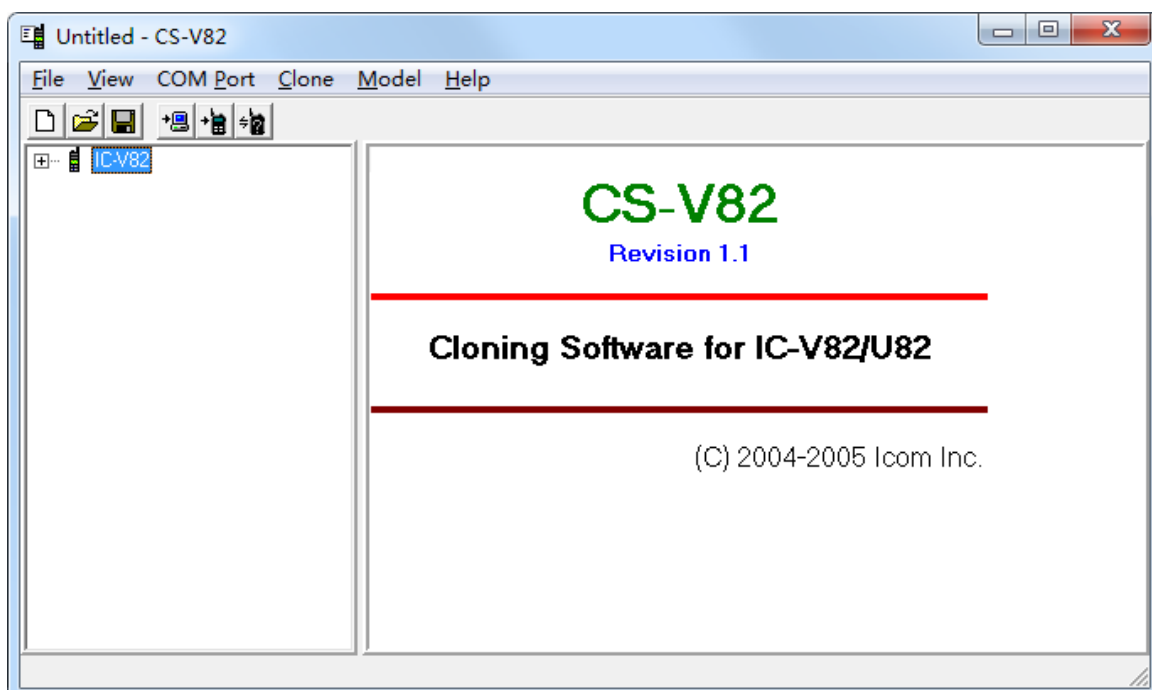 Untitled - CS-V82
File View COM Port Clone Model Help
IC-V82
CS-V82
Revision 1.1
Cloning Software for IC-V82/U82
(C) 2004-2005 Icom Inc.